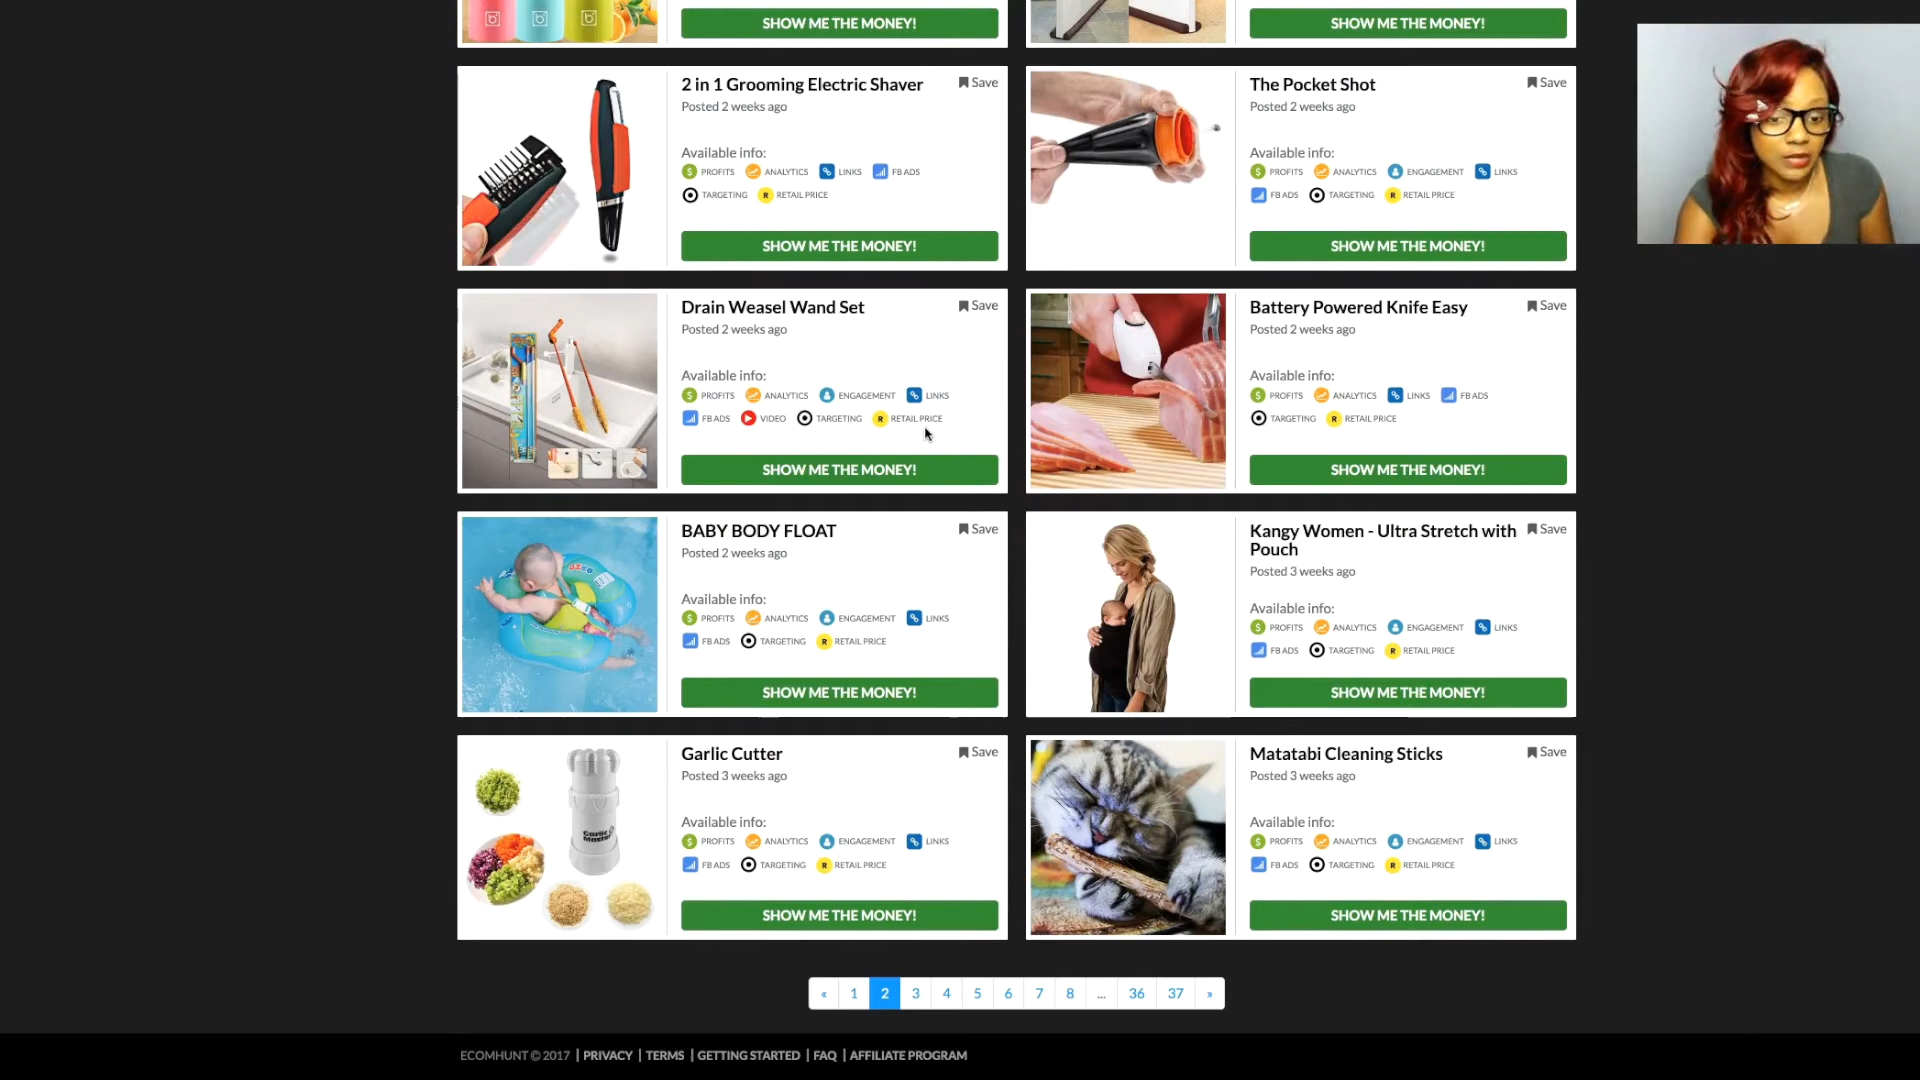 SHOW ME THE MONEY!
SHOW ME THE MONEY!
2 in 1 Grooming Electric Shaver
Save
Posted 2 weeks ago
Available info:
PROFITS ANALYTICS LINKS FB ADS
TARGETING R RETAIL PRICE
SHOW ME THE MONEY!
The Pocket Shot
Save
Posted 2 weeks ago
Available info:
PROFITS ANALYTICS ENGAGEMENT LINKS
FB ADS TARGETING R RETAIL PRICE
SHOW ME THE MONEY!
Drain Weasel Wand Set
Save
Posted 2 weeks ago
Available info:
PROFITS ANALYTICS ENGAGEMENT LINKS
FB ADS VIDEO TARGETING R RETAIL PRICE
SHOW ME THE MONEY!
Battery Powered Knife Easy
Save
Posted 2 weeks ago
Available info:
PROFITS ANALYTICS LINKS FB ADS
TARGETING R RETAIL PRICE
SHOW ME THE MONEY!
BABY BODY FLOAT
Save
Posted 2 weeks ago
Available info:
PROFITS ANALYTICS ENGAGEMENT LINKS
FB ADS TARGETING R RETAIL PRICE
SHOW ME THE MONEY!
Kangy Women - Ultra Stretch with
Pouch
Save
Posted 3 weeks ago
Available info:
PROFITS ANALYTICS ENGAGEMENT LINKS
FB ADS TARGETING R RETAIL PRICE
SHOW ME THE MONEY!
Garlic Cutter
Save
Posted 3 weeks ago
Available info:
PROFITS ANALYTICS ENGAGEMENT LINKS
FB ADS TARGETING R RETAIL PRICE
SHOW ME THE MONEY!
Garlic
Master
Matatabi Cleaning Sticks
Save
Posted 3 weeks ago
Available info:
PROFITS ANALYTICS ENGAGEMENT LINKS
FB ADS TARGETING R RETAIL PRICE
SHOW ME THE MONEY!
« 1 2 3 4 5 6 7 8 ... 36 37 »
ECOMHUNT © 2017 | PRIVACY | TERMS | GETTING STARTED | FAQ | AFFILIATE PROGRAM